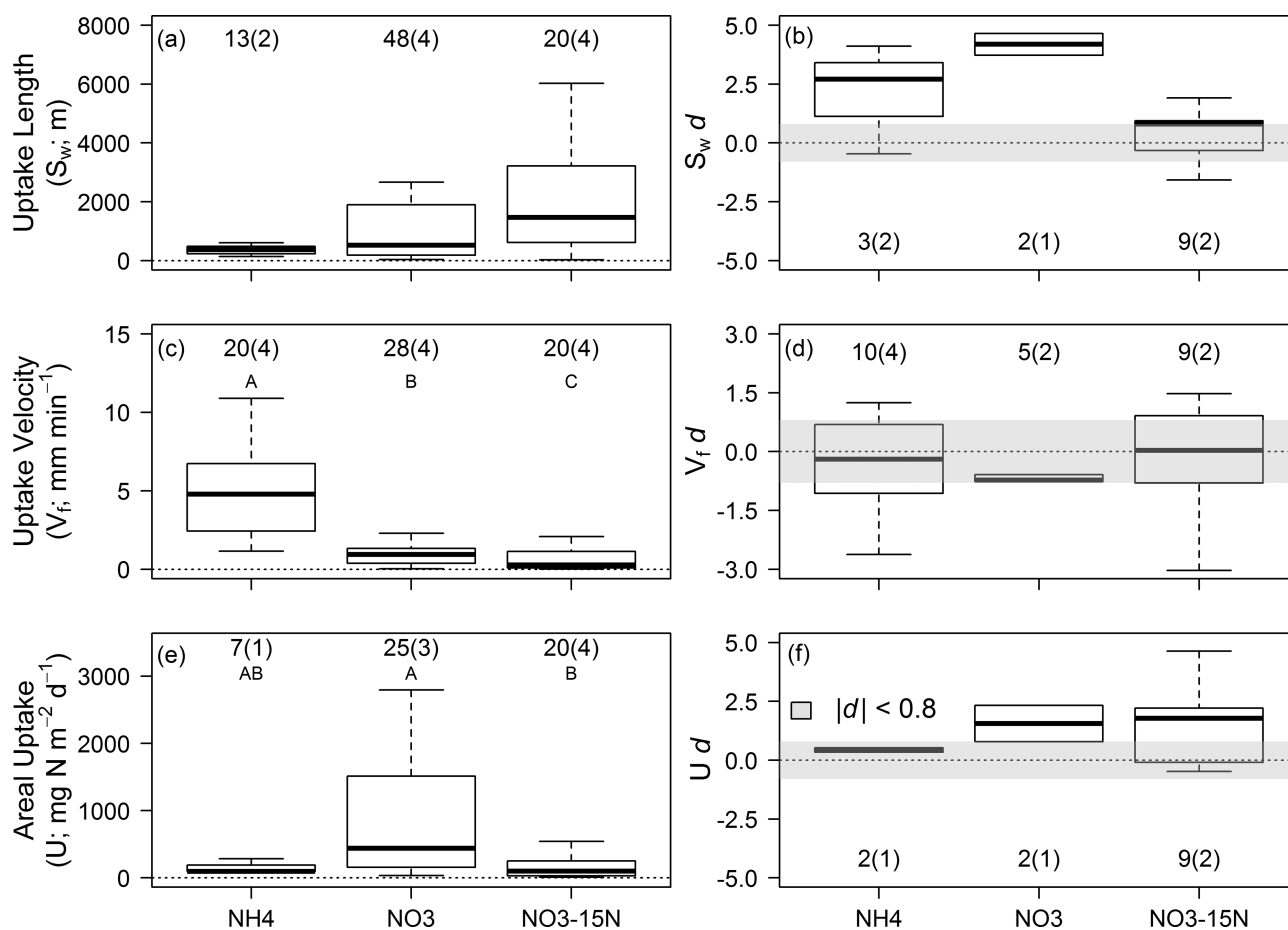 Uptake Length
(Sw; m)
8000
6000
4000
2000
0
(a)
13(2)
48(4)
20(4)
Sw d
5.0
2.5
0.0
-2.5
-5.0
(b)
3(2)
2(1)
9(2)
Uptake Velocity
(Vf; mm min−1)
15
10
5
0
(c)
20(4)
28(4)
20(4)
A
B
C
Vf d
3.0
1.5
0.0
-1.5
-3.0
(d)
10(4)
5(2)
9(2)
Areal Uptake
(U; mg N m−2 d−1)
3000
2000
1000
0
(e)
7(1)
25(3)
20(4)
AB
A
B
NH4
NO3
NO3-15N
U d
5.0
2.5
0.0
-2.5
-5.0
(f)
|d| < 0.8
2(1)
2(1)
9(2)
NH4
NO3
NO3-15N